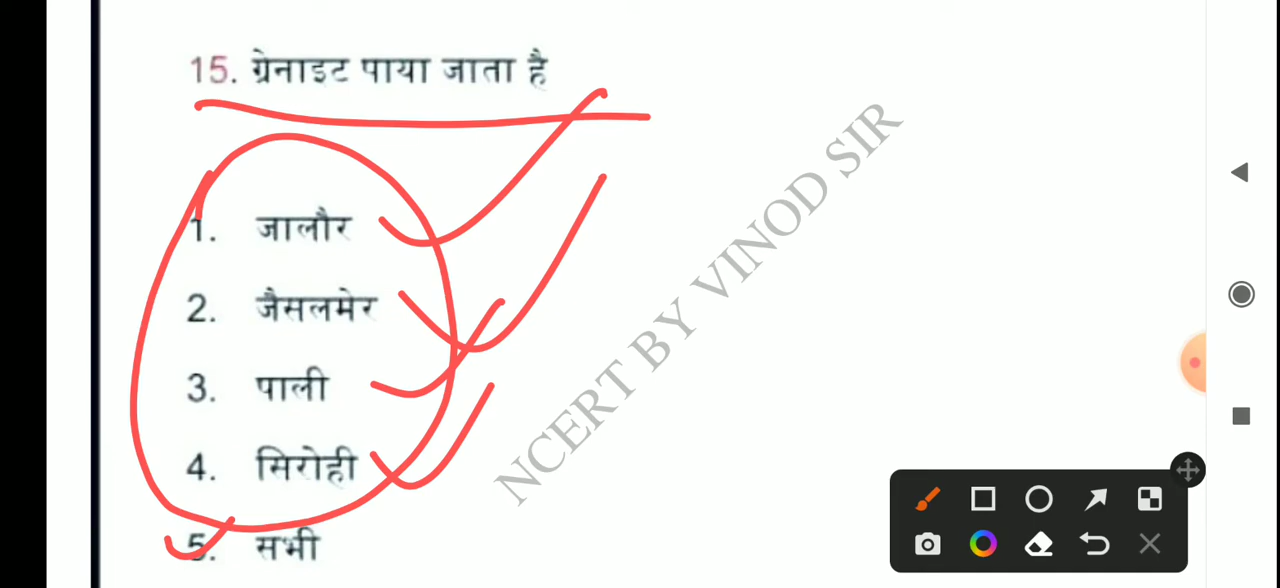 15. ग्रेनाइट पाया जाता है
1. जालौर
2. जैसलमेर
3. पाली
4. सिरोही
5. सभी
NCERT BY VINOD SIR